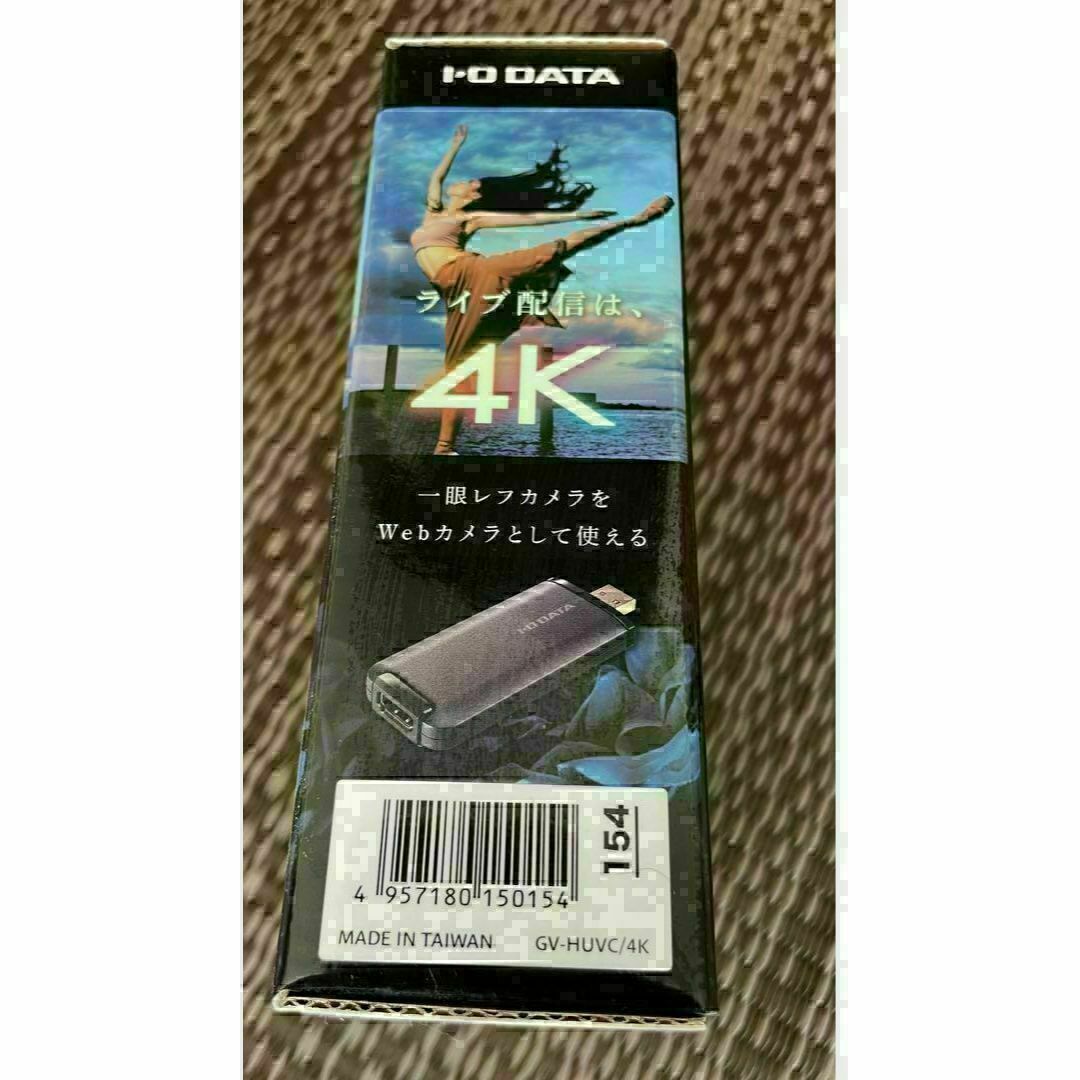 I-O DATA
ライブ配信は、
4K
一眼レフカメラを
Webカメラとして使える
I-O DATA
154
4 957180 150154
MADE IN TAIWAN GV-HUVC/4K